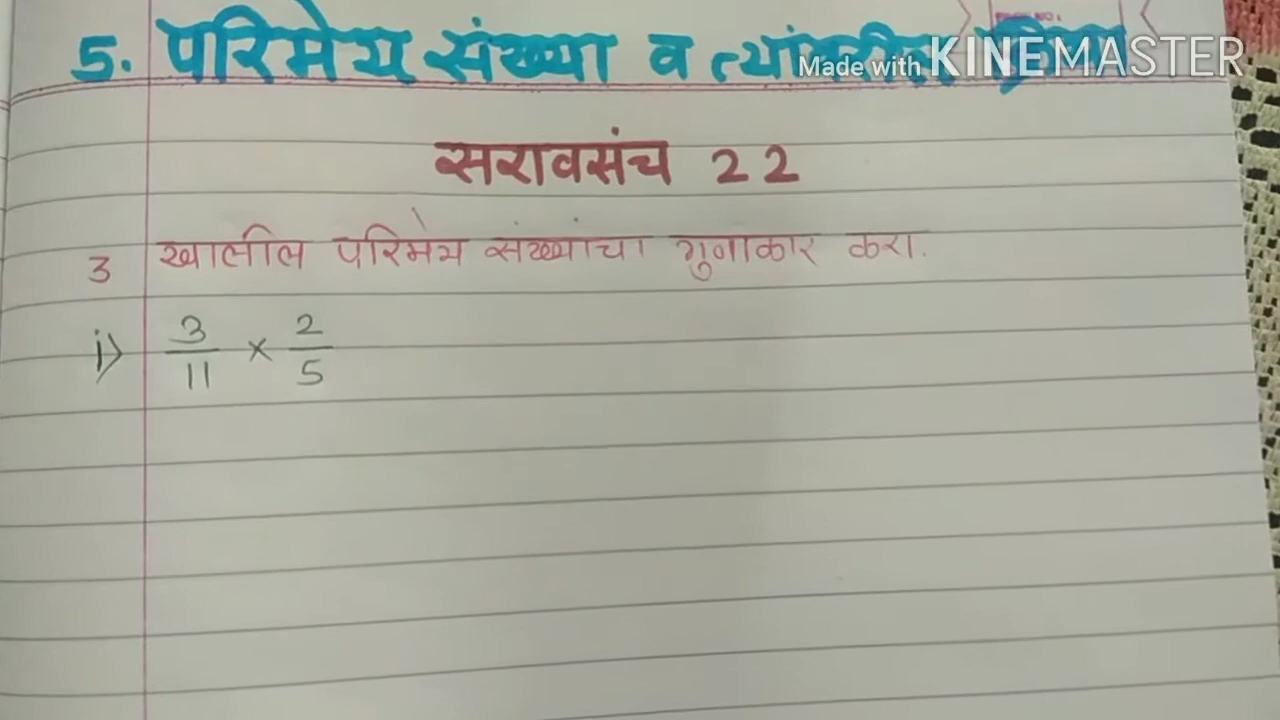 5. परिमेय संख्या व
Made with KINEMASTER
सरावसंच 22
3 खालील परिमेय संख्यांचा गुनाकार करा.
i) 3/11 × 2/5